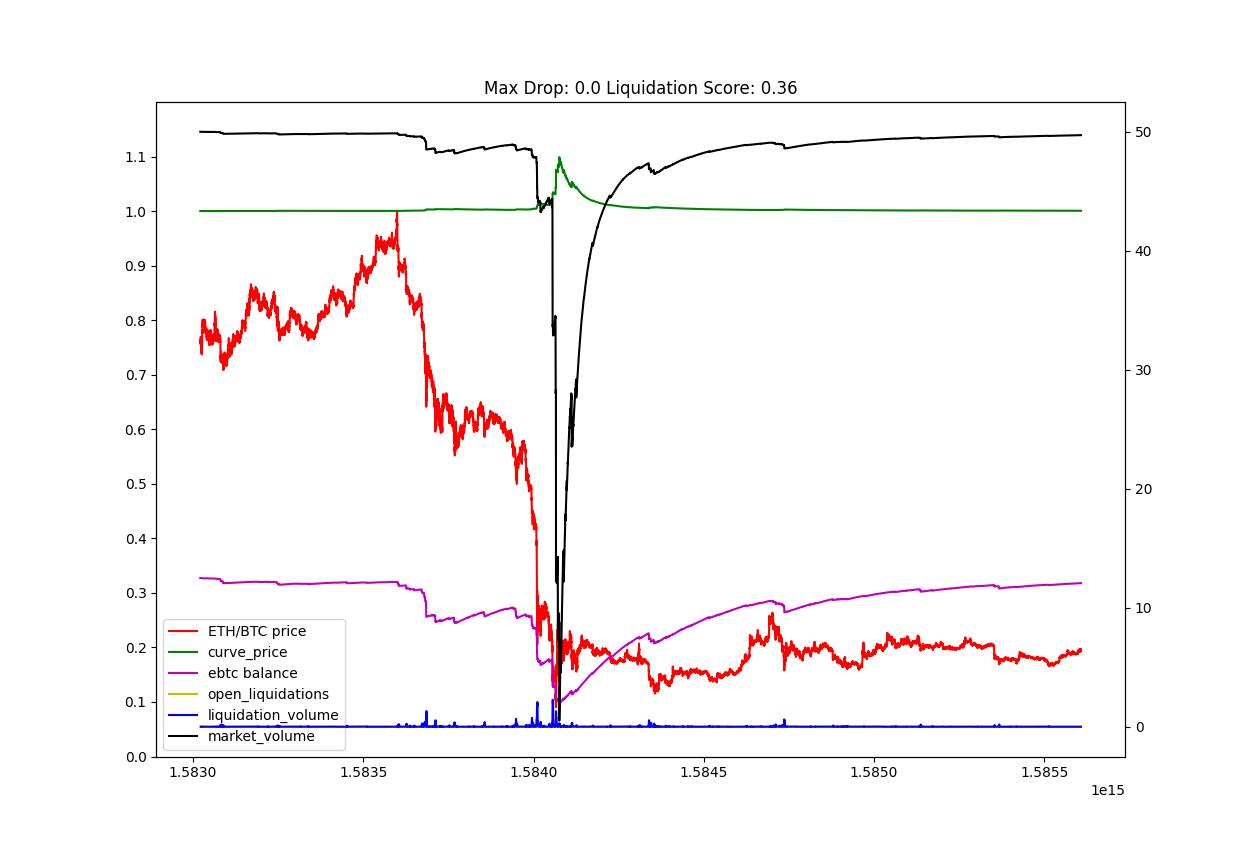 Max Drop: 0.0 Liquidation Score: 0.36
1.1
1.0
0.9
0.8
0.7
0.6
0.5
0.4
0.3
0.2
0.1
0.0
50
40
30
20
10
0
ETH/BTC price
curve_price
ebtc balance
open_liquidations
liquidation_volume
market_volume
1.5830 1.5835 1.5840 1.5845 1.5850 1.5855
1e15